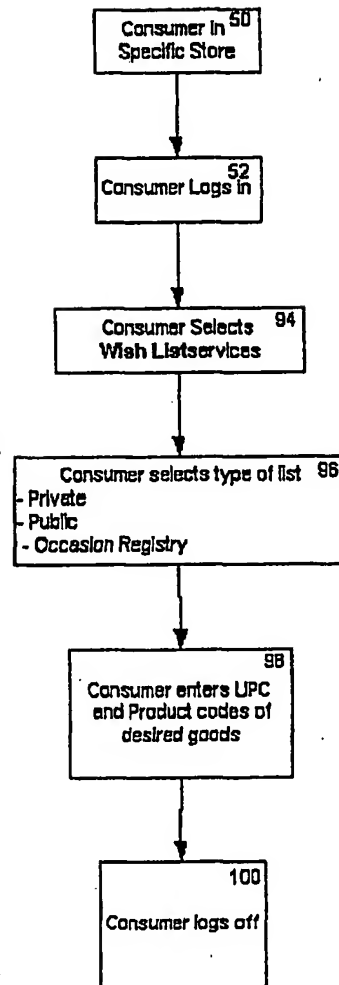 Consumer In 50
Specific Store
52
Consumer Logs in
94
Consumer Selects
Wish Listservices
Consumer selects type of list 96
- Private
- Public
- Occasion Registry
98
Consumer enters UPC
and Product codes of
desired goods
100
Consumer logs off